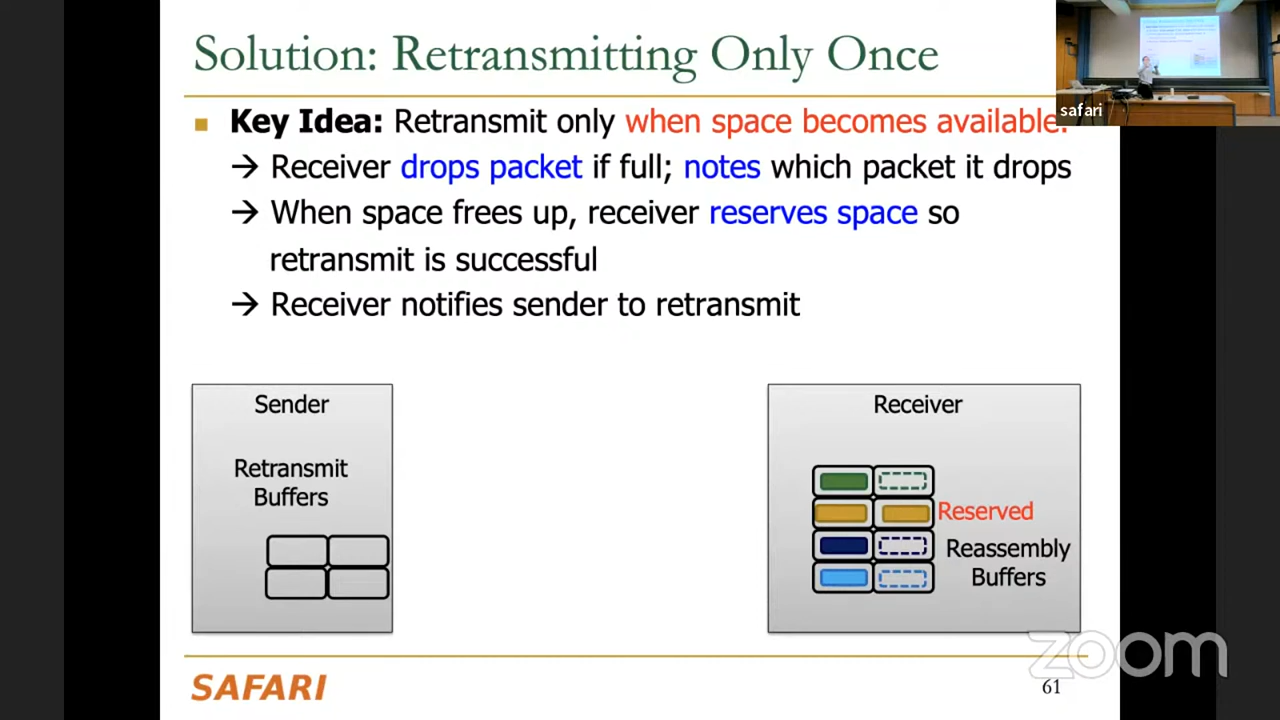 Solution: Retransmitting Only Once
safari
Key Idea: Retransmit only when space becomes available.
→ Receiver drops packet if full; notes which packet it drops
→ When space frees up, receiver reserves space so
retransmit is successful
→ Receiver notifies sender to retransmit
Sender
Retransmit
Buffers
Receiver
Reserved
Reassembly
Buffers
zoom
SAFARI
61